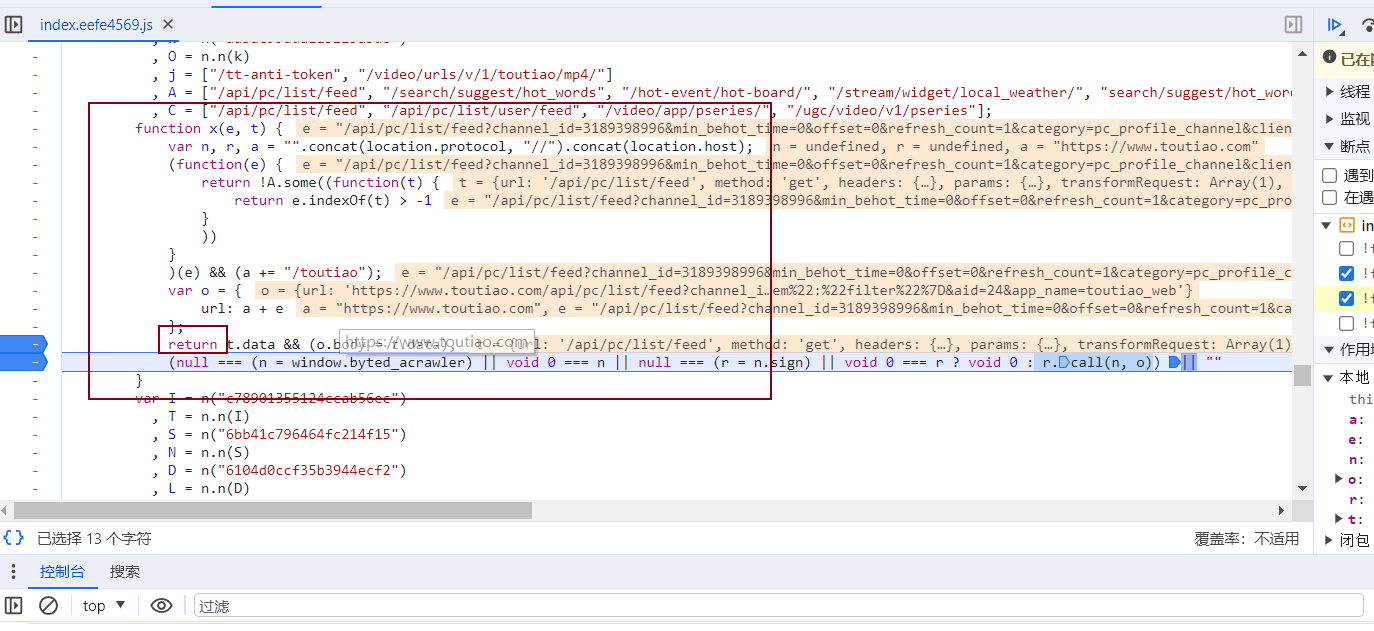 index.eefe4569.js
, O = n.n(k)
, j = ["/tt-anti-token", "/video/urls/v/1/toutiao/mp4/"]
, A = ["/api/pc/list/feed", "/search/suggest/hot_words", "/hot-event/hot-board/", "/stream/widget/local_weather/", "search/suggest/hot_wor
, C = ["/api/pc/list/feed", "/api/pc/list/user/feed", "/video/app/pseries/", "/ugc/video/v1/pseries"];
function x(e, t) { e = "/api/pc/list/feed?channel_id=3189398996&min_behot_time=0&offset=0&refresh_count=1&category=pc_profile_channel&clien
var n, r, a = "".concat(location.protocol, "//").concat(location.host); n = undefined, r = undefined, a = "https://www.toutiao.com"
(function(e) { e = "/api/pc/list/feed?channel_id=3189398996&min_behot_time=0&offset=0&refresh_count=1&category=pc_profile_channel&clien
return !A.some((function(t) { t = {url: '/api/pc/list/feed', method: 'get', headers: {…}, params: {…}, transformRequest: Array(1),
return e.indexOf(t) > -1 e = "/api/pc/list/feed?channel_id=3189398996&min_behot_time=0&offset=0&refresh_count=1&category=pc_pro
}
))
}
)(e) && (a += "/toutiao"); e = "/api/pc/list/feed?channel_id=3189398996&min_behot_time=0&offset=0&refresh_count=1&category=pc_profile_c
var o = { o = {url: 'https://www.toutiao.com/api/pc/list/feed?channel_i…em%22:%22filter%22%7D&aid=24&app_name=toutiao_web'}
url: a + e a = "https://www.toutiao.com", e = "/api/pc/list/feed?channel_id=3189398996&min_behot_time=0&offset=0&refresh_count=1&ca
};
return t.data && (o.body = t.data), t = {url: '/api/pc/list/feed', method: 'get', headers: {…}, params: {…}, transformRequest: Array(1)
https://www.toutiao.com
(null === (n = window.byted_acrawler) || void 0 === n || null === (r = n.sign) || void 0 === r ? void 0 : r.call(n, o)) || ""
}
var I = n("c78901355124ccab56ec")
, T = n.n(I)
, S = n("6bb41c796464fc214f15")
, N = n.n(S)
, D = n("6104d0ccf35b3944ecf2")
, L = n.n(D)
已在
线程
监视
断点
遇到
在遇
in
!f
!f
!f
!f
作用
本地
thi
a:
e:
n:
o:
r:
t:
闭包
{} 已选择 13 个字符
覆盖率: 不适用
控制台 搜索
top 过滤